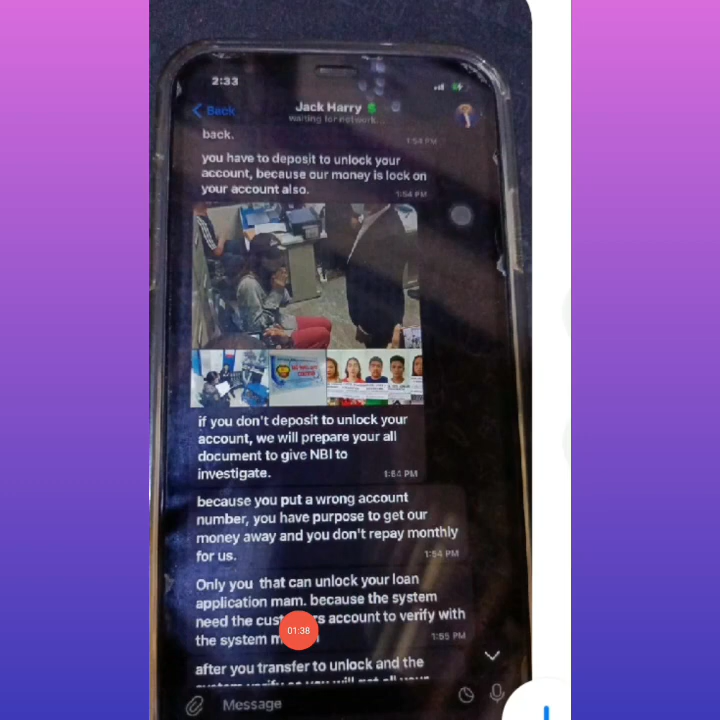 2:33
Back
Jack Harry
waiting for network...
back.
1:54 PM
you have to deposit to unlock your
account, because our money is lock on
your account also.
1:54 PM
if you don't deposit to unlock your
account, we will prepare your all
document to give NBI to
investigate.
1:54 PM
because you put a wrong account
number, you have purpose to get our
money away and you don't repay monthly
for us.
1:54 PM
Only you that can unlock your loan
application mam. because the system
need the account to verify with
the system
1:55 PM
01:38
after you transfer to unlock and the
Message